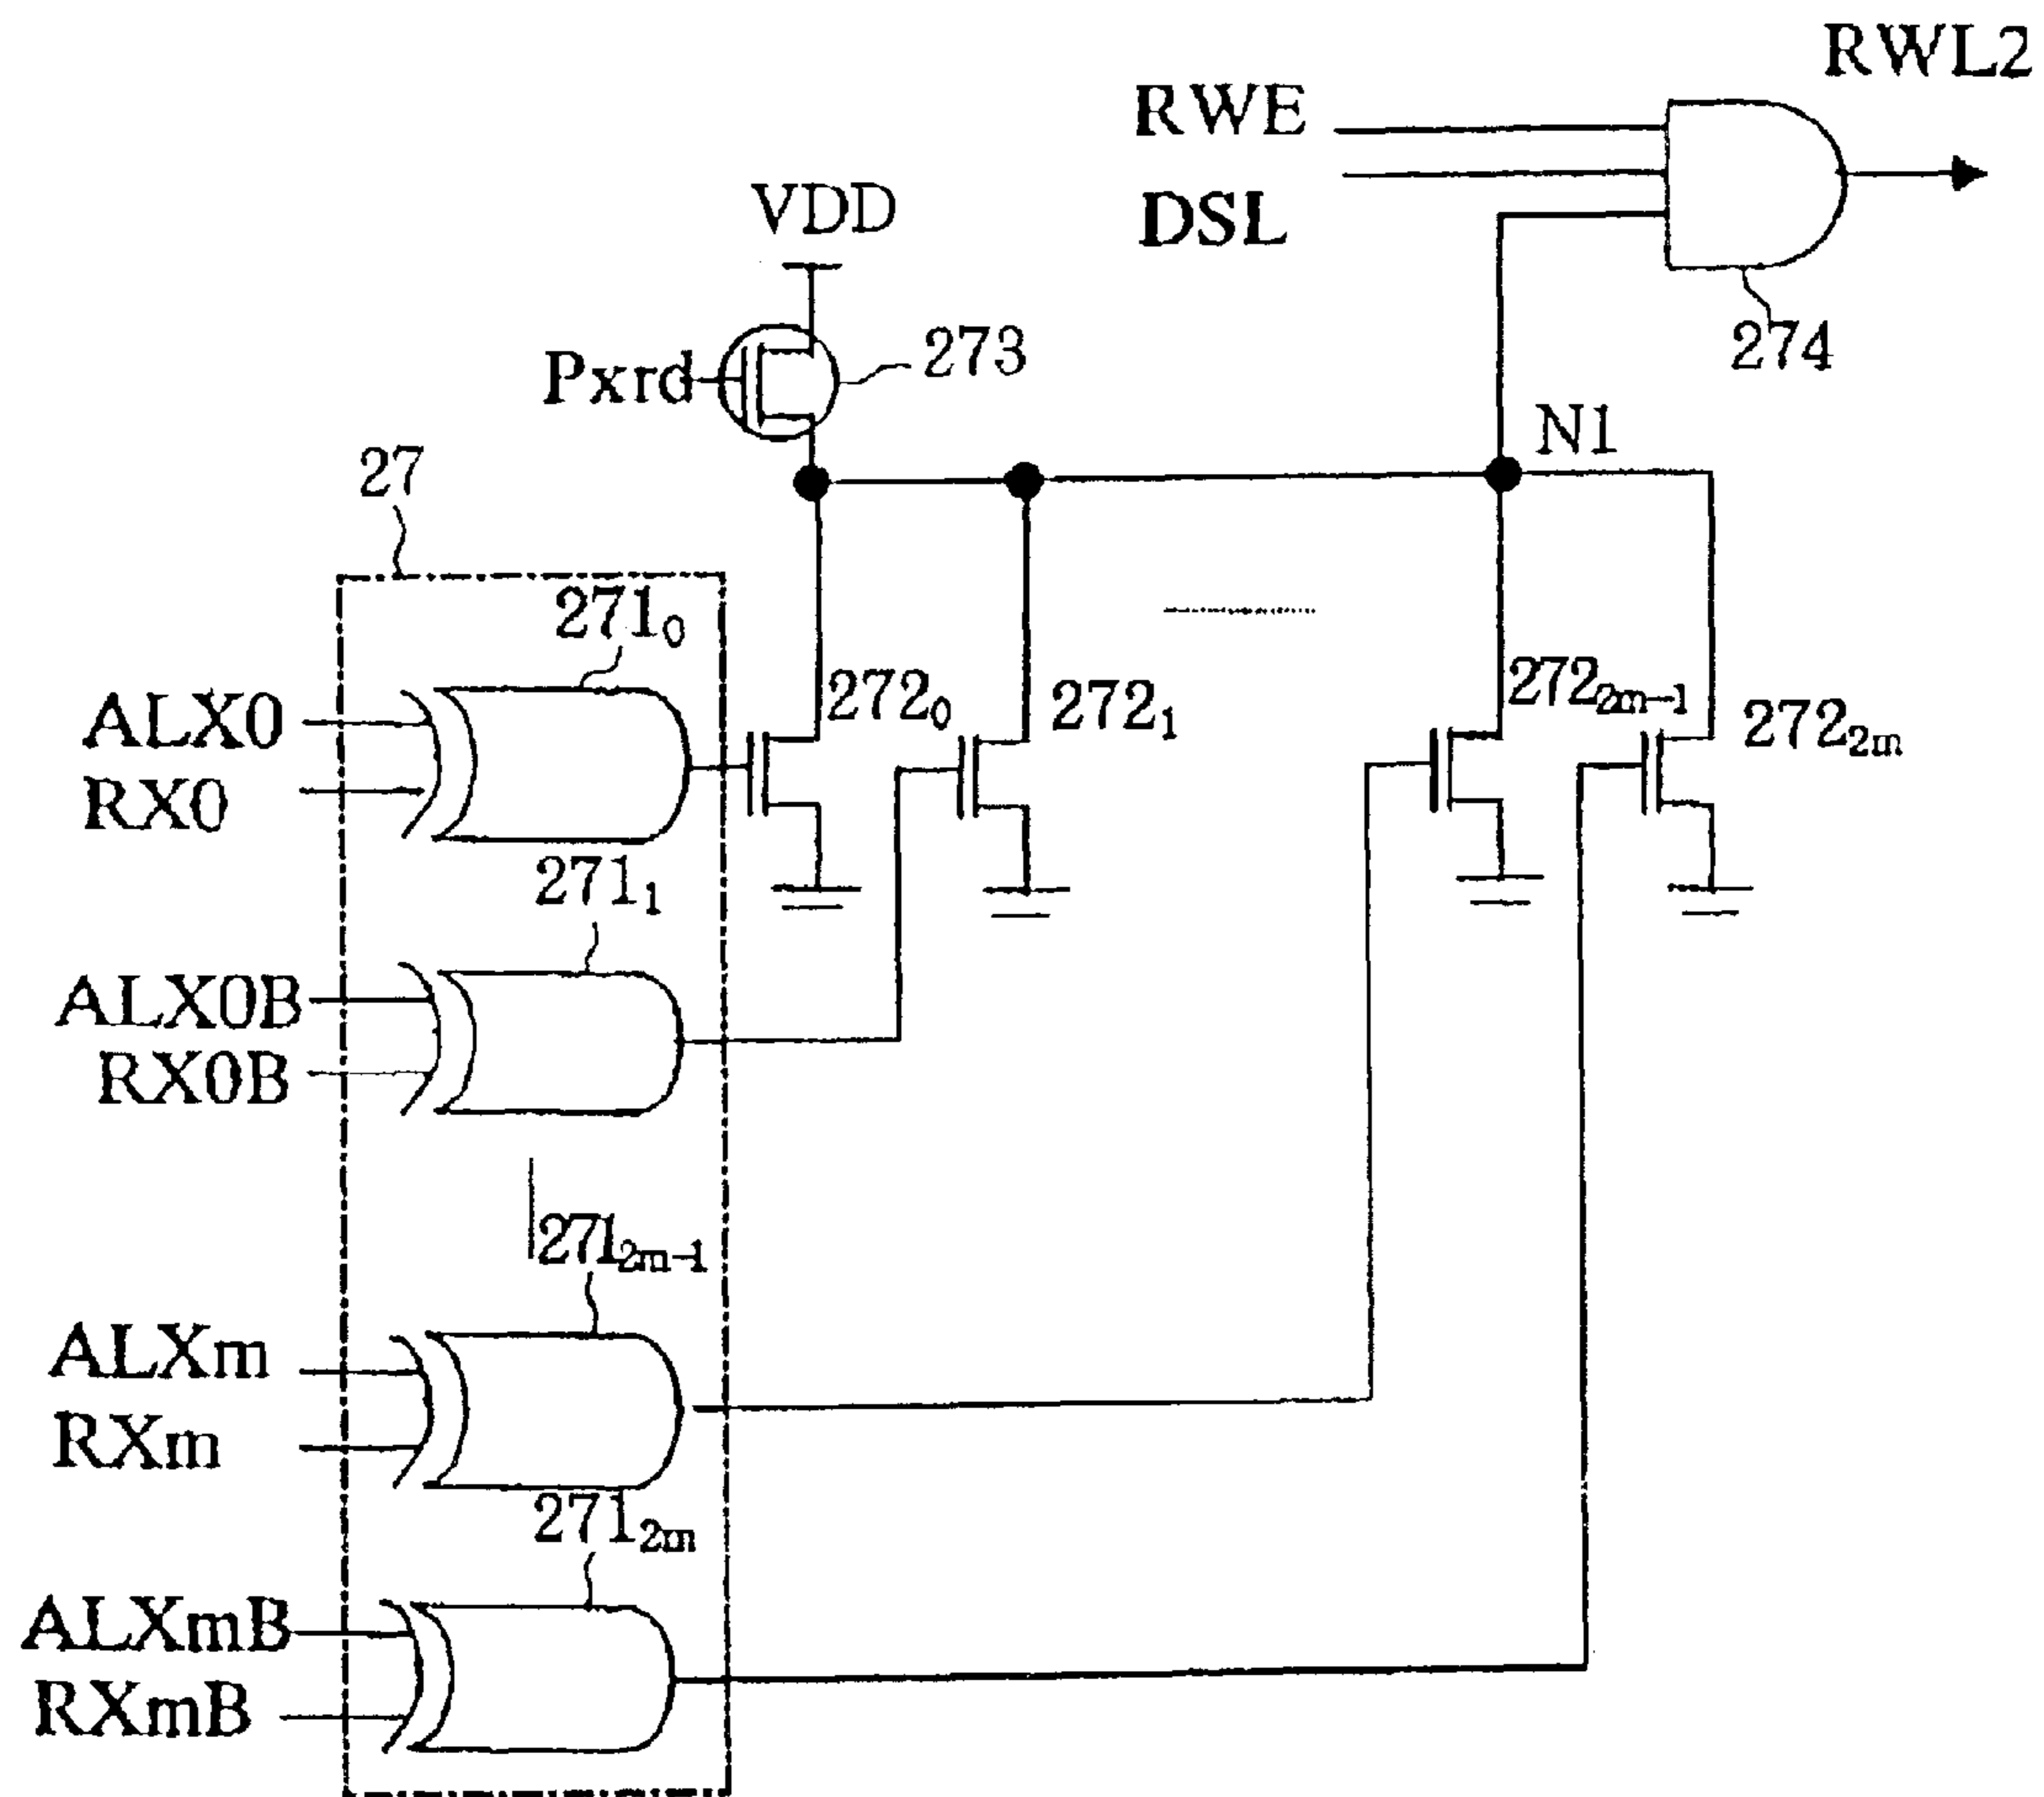 RWL2
RWE
DSL
VDD
274
Pxrd
273
N1
27
271₀
ALX0
RX0
272₀
272₁
272₂ₘ₋₁
272₂ₘ
271₁
ALX0B
RX0B
271₂ₘ₋₁
ALXm
RXm
271₂ₘ
ALXmB
RXmB